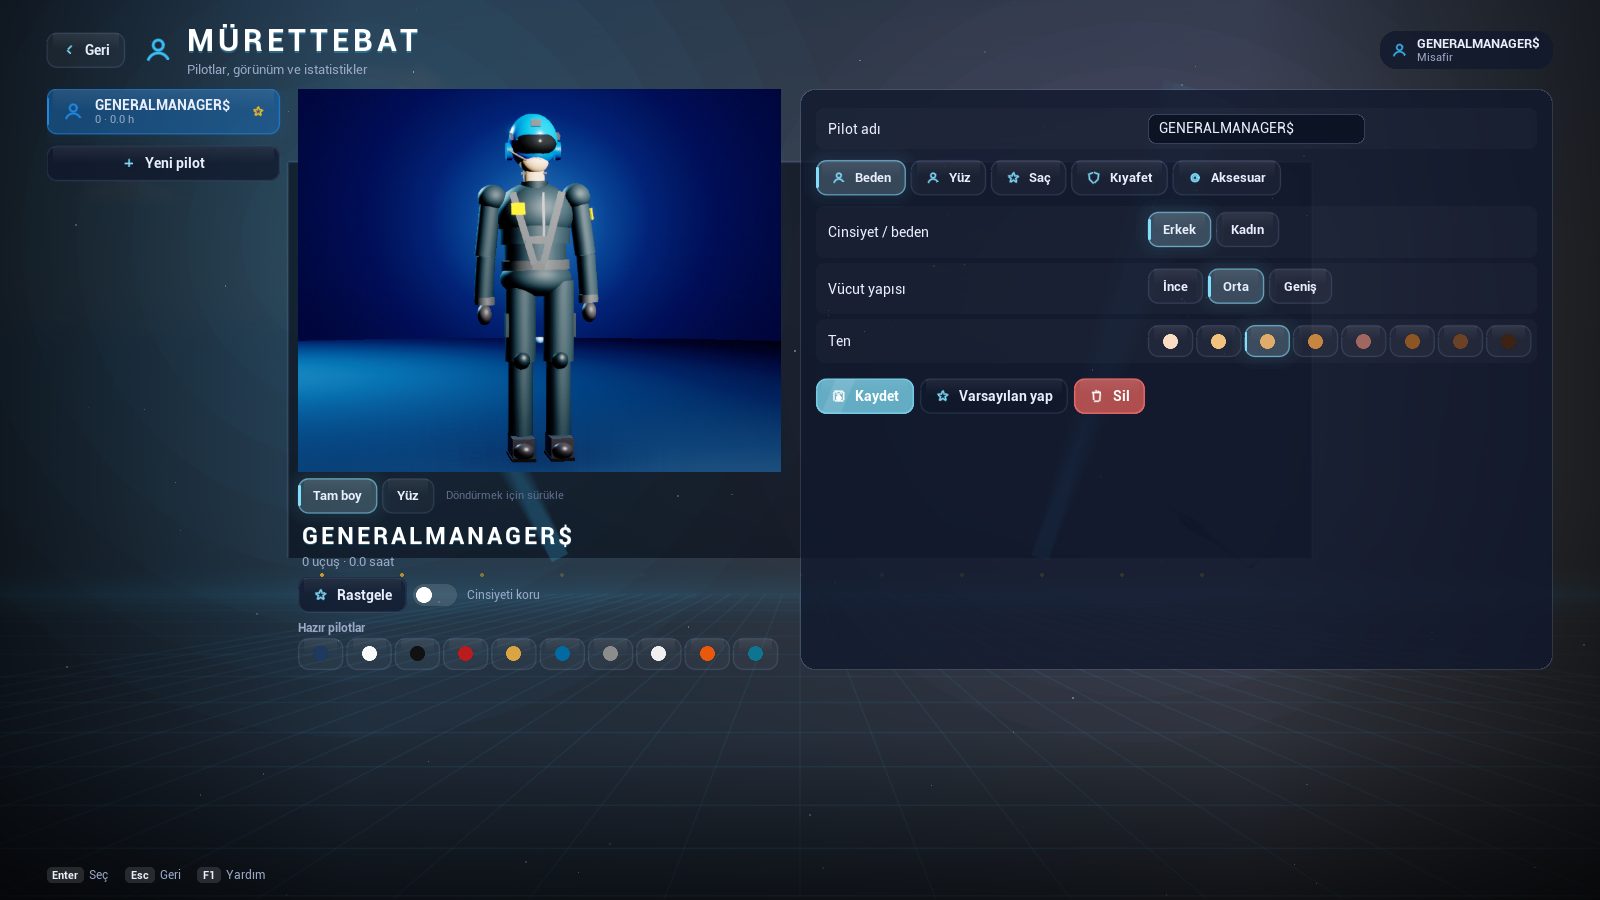 Geri
MÜRETTEBAT
Pilotlar, görünüm ve istatistikler
GENERALMANAGER$
Misafir
GENERALMANAGER$
0 · 0.0 h
+ Yeni pilot
Pilot adı
GENERALMANAGER$
Beden Yüz Saç Kıyafet Aksesuar
Cinsiyet / beden
Erkek Kadın
Vücut yapısı
İnce Orta Geniş
Ten
Kaydet Varsayılan yap Sil
Tam boy Yüz Döndürmek için sürükle
GENERALMANAGER$
0 uçuş · 0.0 saat
Rastgele Cinsiyeti koru
Hazır pilotlar
Enter Seç Esc Geri F1 Yardım